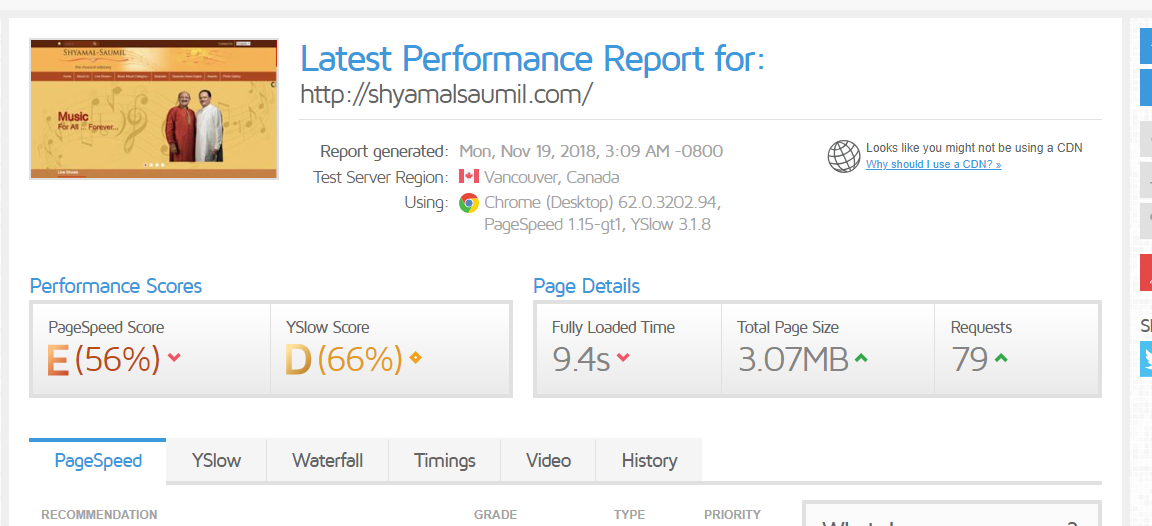 SHYAMAL-SAUMIL
Music
For All ... Forever...
Live Shows
Latest Performance Report for:
http://shyamalsaumil.com/
Report generated: Mon, Nov 19, 2018, 3:09 AM -0800
Test Server Region: Vancouver, Canada
Using: Chrome (Desktop) 62.0.3202.94,
PageSpeed 1.15-gt1, YSlow 3.1.8
Looks like you might not be using a CDN
Why should I use a CDN? »
Performance Scores
Page Details
PageSpeed Score YSlow Score Fully Loaded Time Total Page Size Requests
E (56%) D (66%) 9.4s 3.07MB 79
PageSpeed YSlow Waterfall Timings Video History
RECOMMENDATION GRADE TYPE PRIORITY